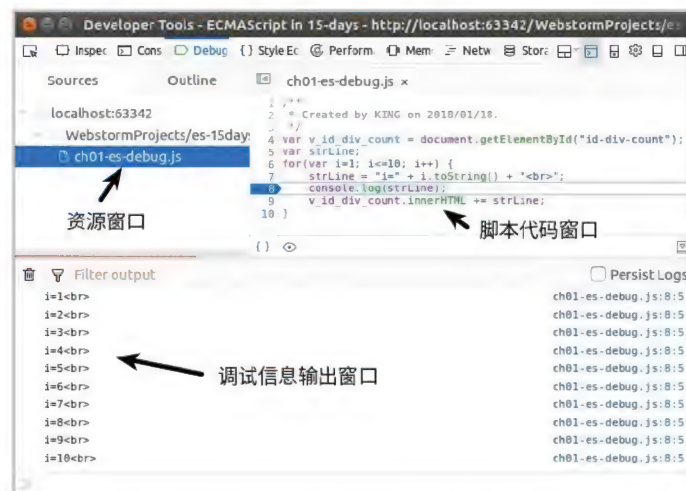 Developer Tools - ECMAScript in 15-days - http://localhost:63342/WebstormProjects/es
Inspec Cons Debug {} Style Ec Perform Mem Netw Stora
Sources Outline ch01-es-debug.js ×
localhost:63342
WebstormProjects/es-15day
ch01-es-debug.js
资源窗口
1 /**
2 * Created by KING on 2018/01/18.
3 */
4 var v_id_div_count = document.getElementById("id-div-count");
5 var strLine;
6 for(var i=1; i<=10; i++) {
7 strLine = "i=" + i.toString() + "<br>";
8 console.log(strLine);
9 v_id_div_count.innerHTML += strLine;
10 }
脚本代码窗口
{}
Filter output Persist Logs
i=1<br> ch01-es-debug.js:8:5
i=2<br> ch01-es-debug.js:8:5
i=3<br> ch01-es-debug.js:8:5
i=4<br> ch01-es-debug.js:8:5
i=5<br> ch01-es-debug.js:8:5
i=6<br> ch01-es-debug.js:8:5
i=7<br> ch01-es-debug.js:8:5
i=8<br> ch01-es-debug.js:8:5
i=9<br> ch01-es-debug.js:8:5
i=10<br> ch01-es-debug.js:8:5
调试信息输出窗口